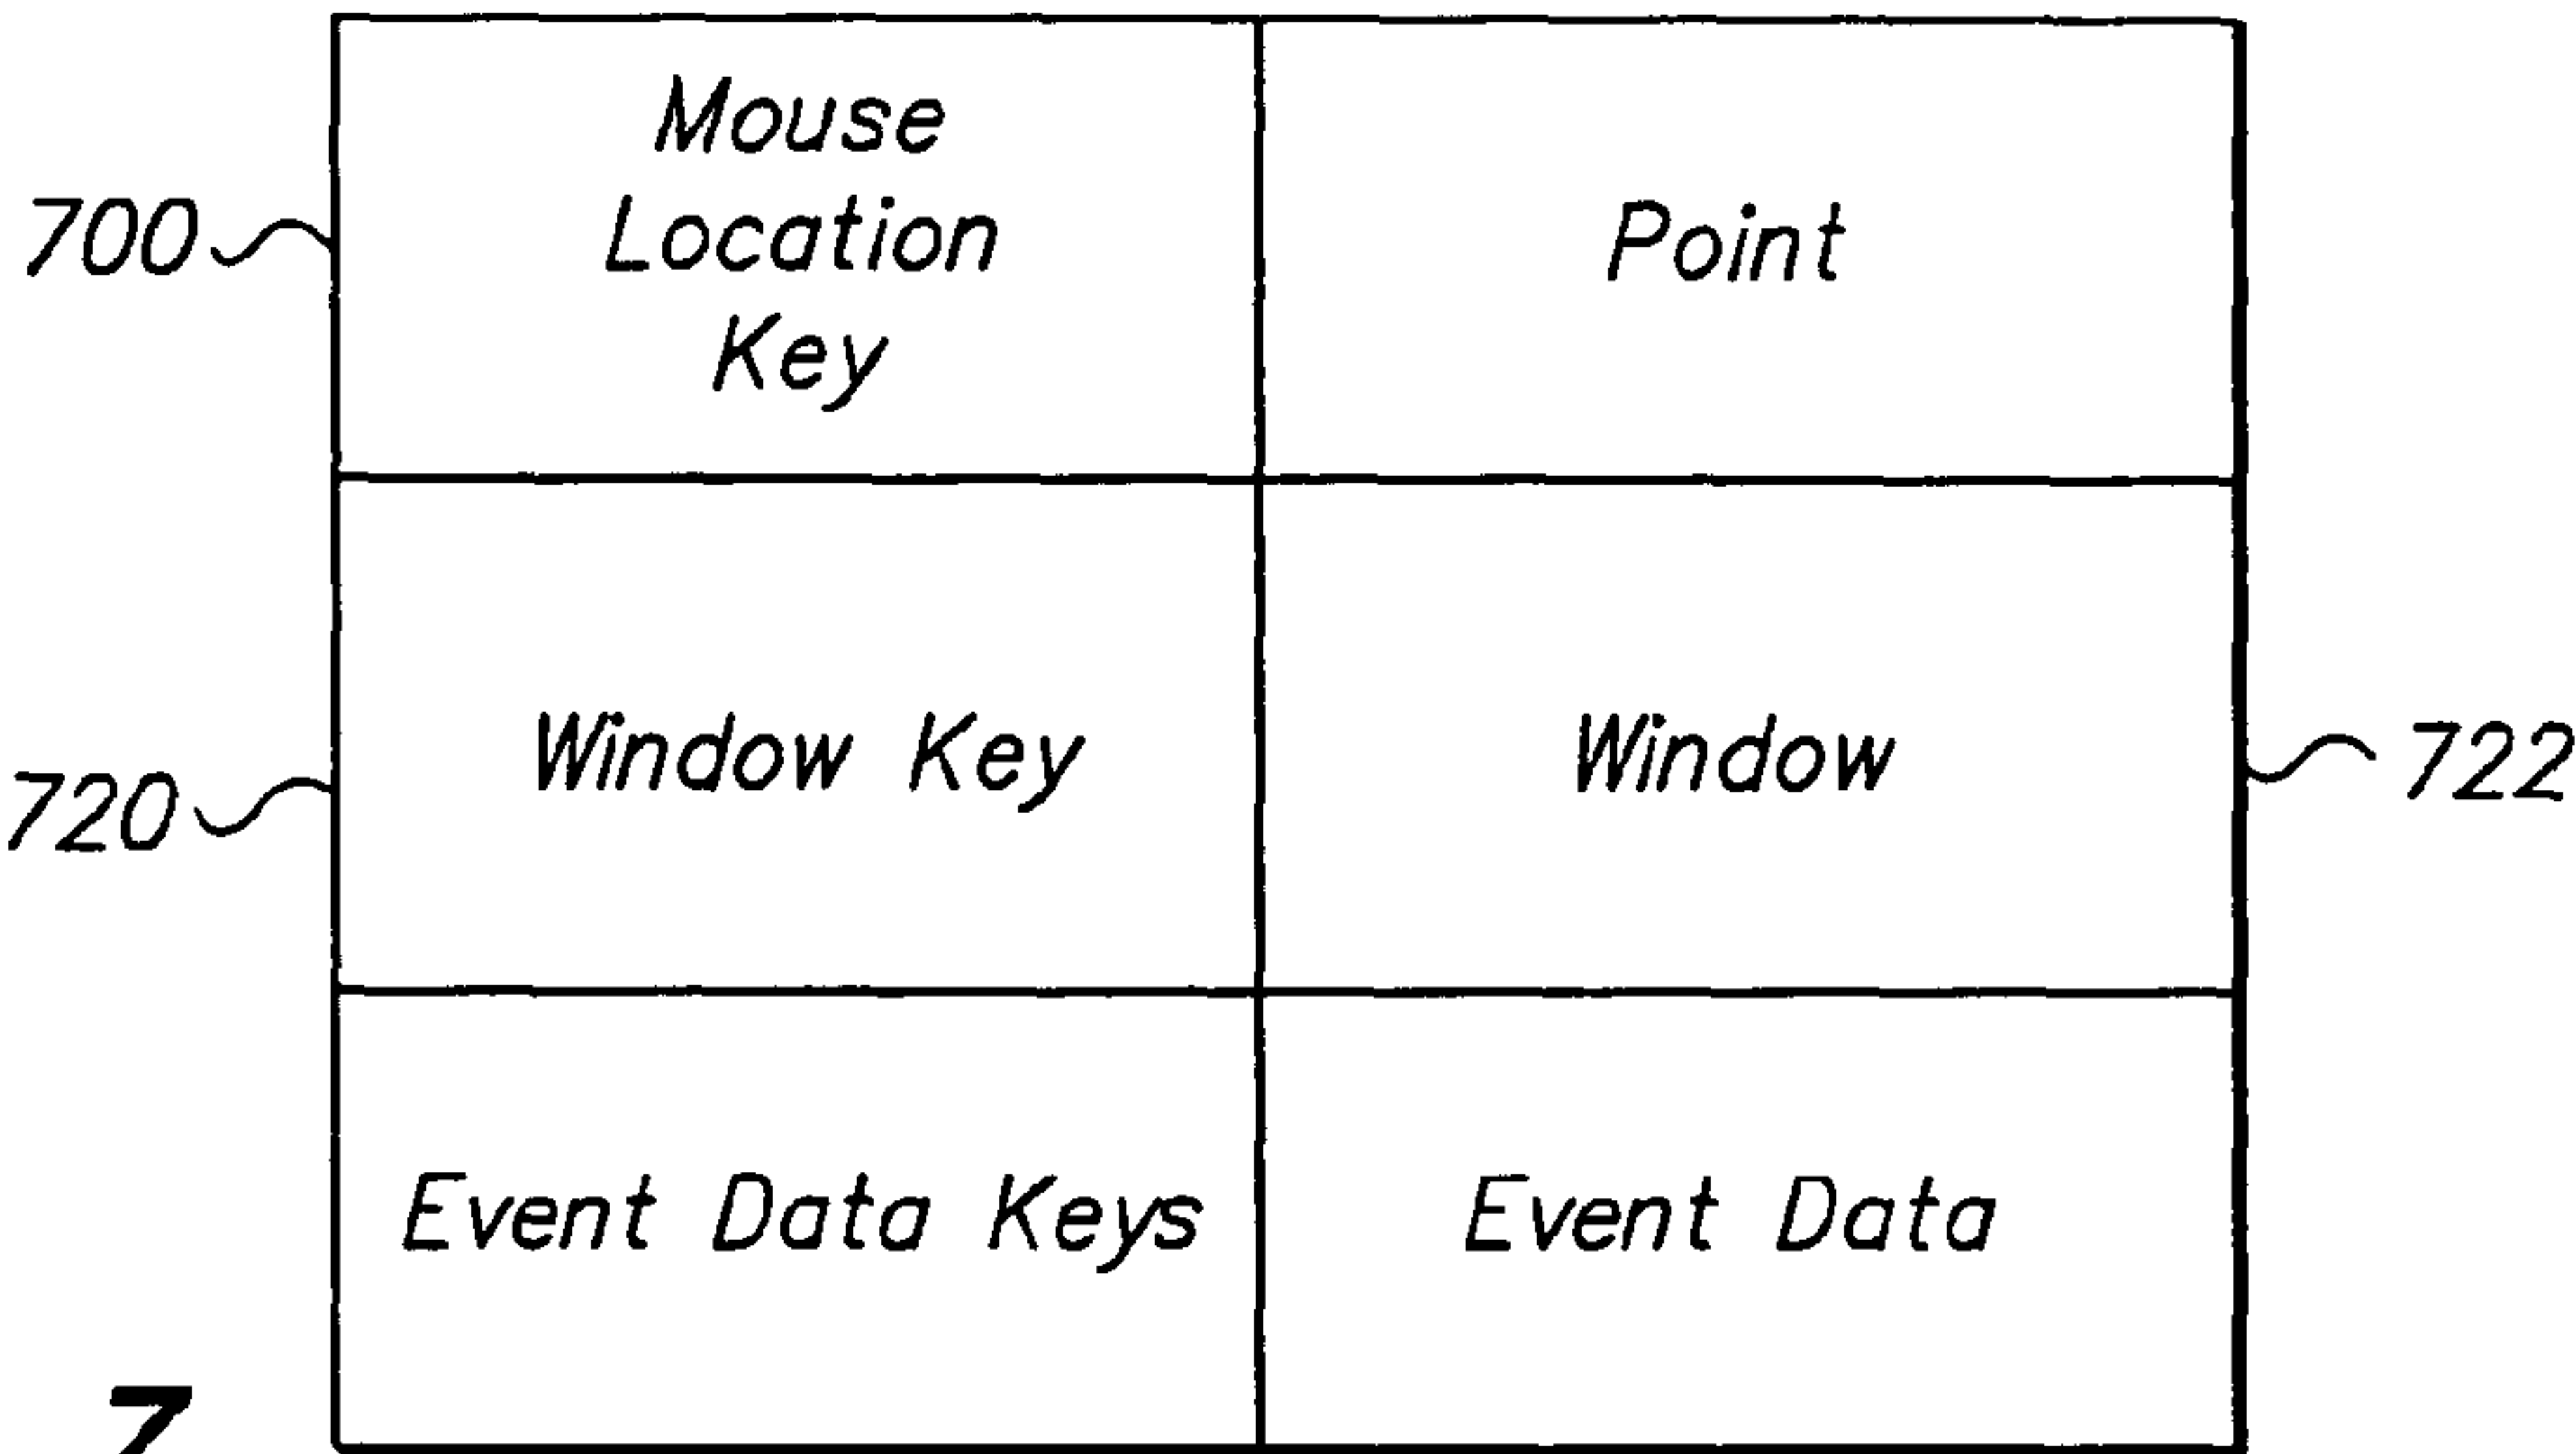 Mouse
Location
Key
Point
700
Window Key
Window
720
722
Event Data Keys
Event Data
7